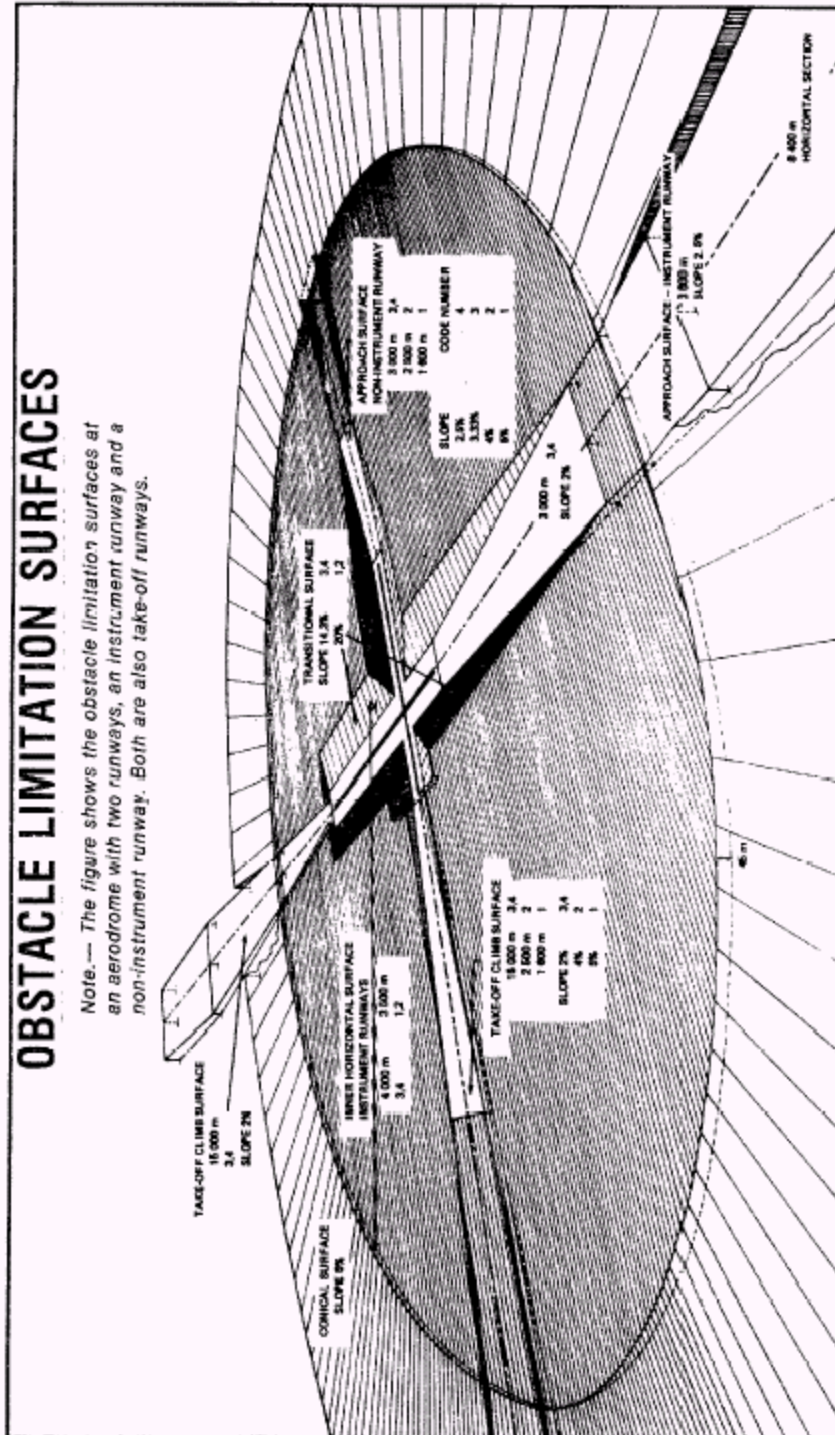 OBSTACLE LIMITATION SURFACES
Note.— The figure shows the obstacle limitation surfaces at
an aerodrome with two runways, an instrument runway and a
non-instrument runway. Both are also take-off runways.
TAKE-OFF CLIMB SURFACE
15 000 m
3,4
SLOPE 2%
CONICAL SURFACE
SLOPE 5%
INNER HORIZONTAL SURFACE
INSTRUMENT RUNWAYS
4 000 m 3 500 m
3,4 1,2
TRANSITIONAL SURFACE
SLOPE 14.3% 3,4
20% 1,2
APPROACH SURFACE
NON-INSTRUMENT RUNWAY
3 000 m 3,4
2 500 m 2
1 600 m 1
SLOPE CODE NUMBER
2.5% 4
3.33% 3
4% 2
5% 1
TAKE-OFF CLIMB SURFACE
15 000 m 3,4
2 500 m 2
1 600 m 1
SLOPE 2% 3,4
4% 2
5% 1
3 000 m 3,4
SLOPE 2%
APPROACH SURFACE – INSTRUMENT RUNWAY
3 600 m
SLOPE 2.5%
8 400 m
HORIZONTAL SECTION
45 m